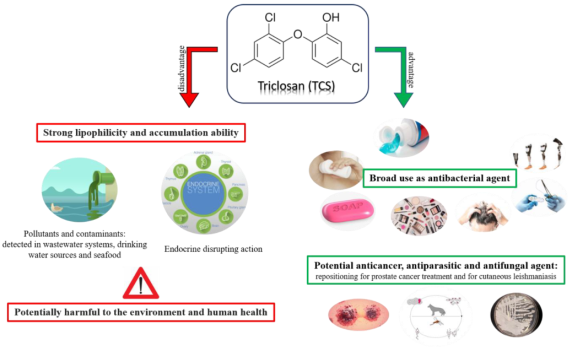 Cl
OH
O
Cl
Cl
Triclosan (TCS)
disadvantage
advantage
Strong lipophilicity and accumulation ability
ENDOCRINE
SYSTEM
Pollutants and contaminants:
detected in wastewater systems, drinking
water sources and seafood
Endocrine disrupting action
Potentially harmful to the environment and human health
Broad use as antibacterial agent
SOAP
Potential anticancer, antiparasitic and antifungal agent:
repositioning for prostate cancer treatment and for cutaneous leishmaniasis